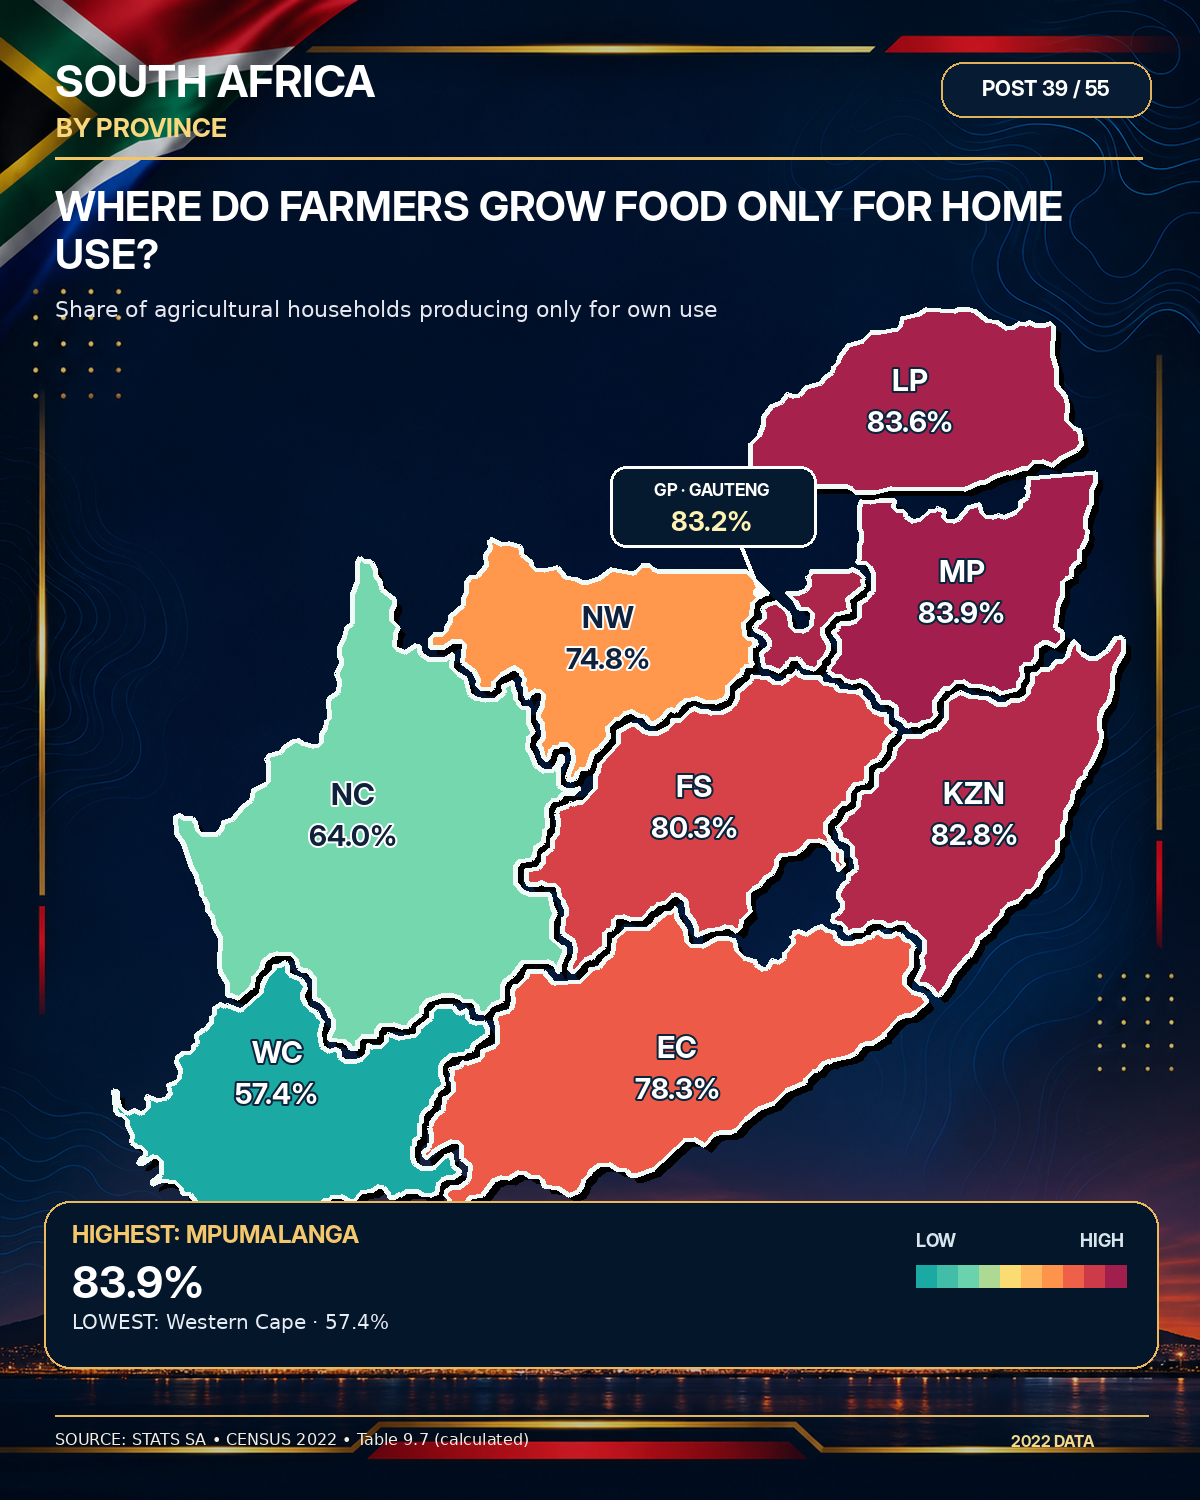 SOUTH AFRICA
BY PROVINCE
POST 39 / 55
WHERE DO FARMERS GROW FOOD ONLY FOR HOME
USE?
Share of agricultural households producing only for own use
LP
83.6%
GP · GAUTENG
83.2%
MP
83.9%
NW
74.8%
NC
64.0%
FS
80.3%
KZN
82.8%
WC
57.4%
EC
78.3%
HIGHEST: MPUMALANGA
83.9%
LOWEST: Western Cape · 57.4%
LOW HIGH
SOURCE: STATS SA • CENSUS 2022 • Table 9.7 (calculated)
2022 DATA